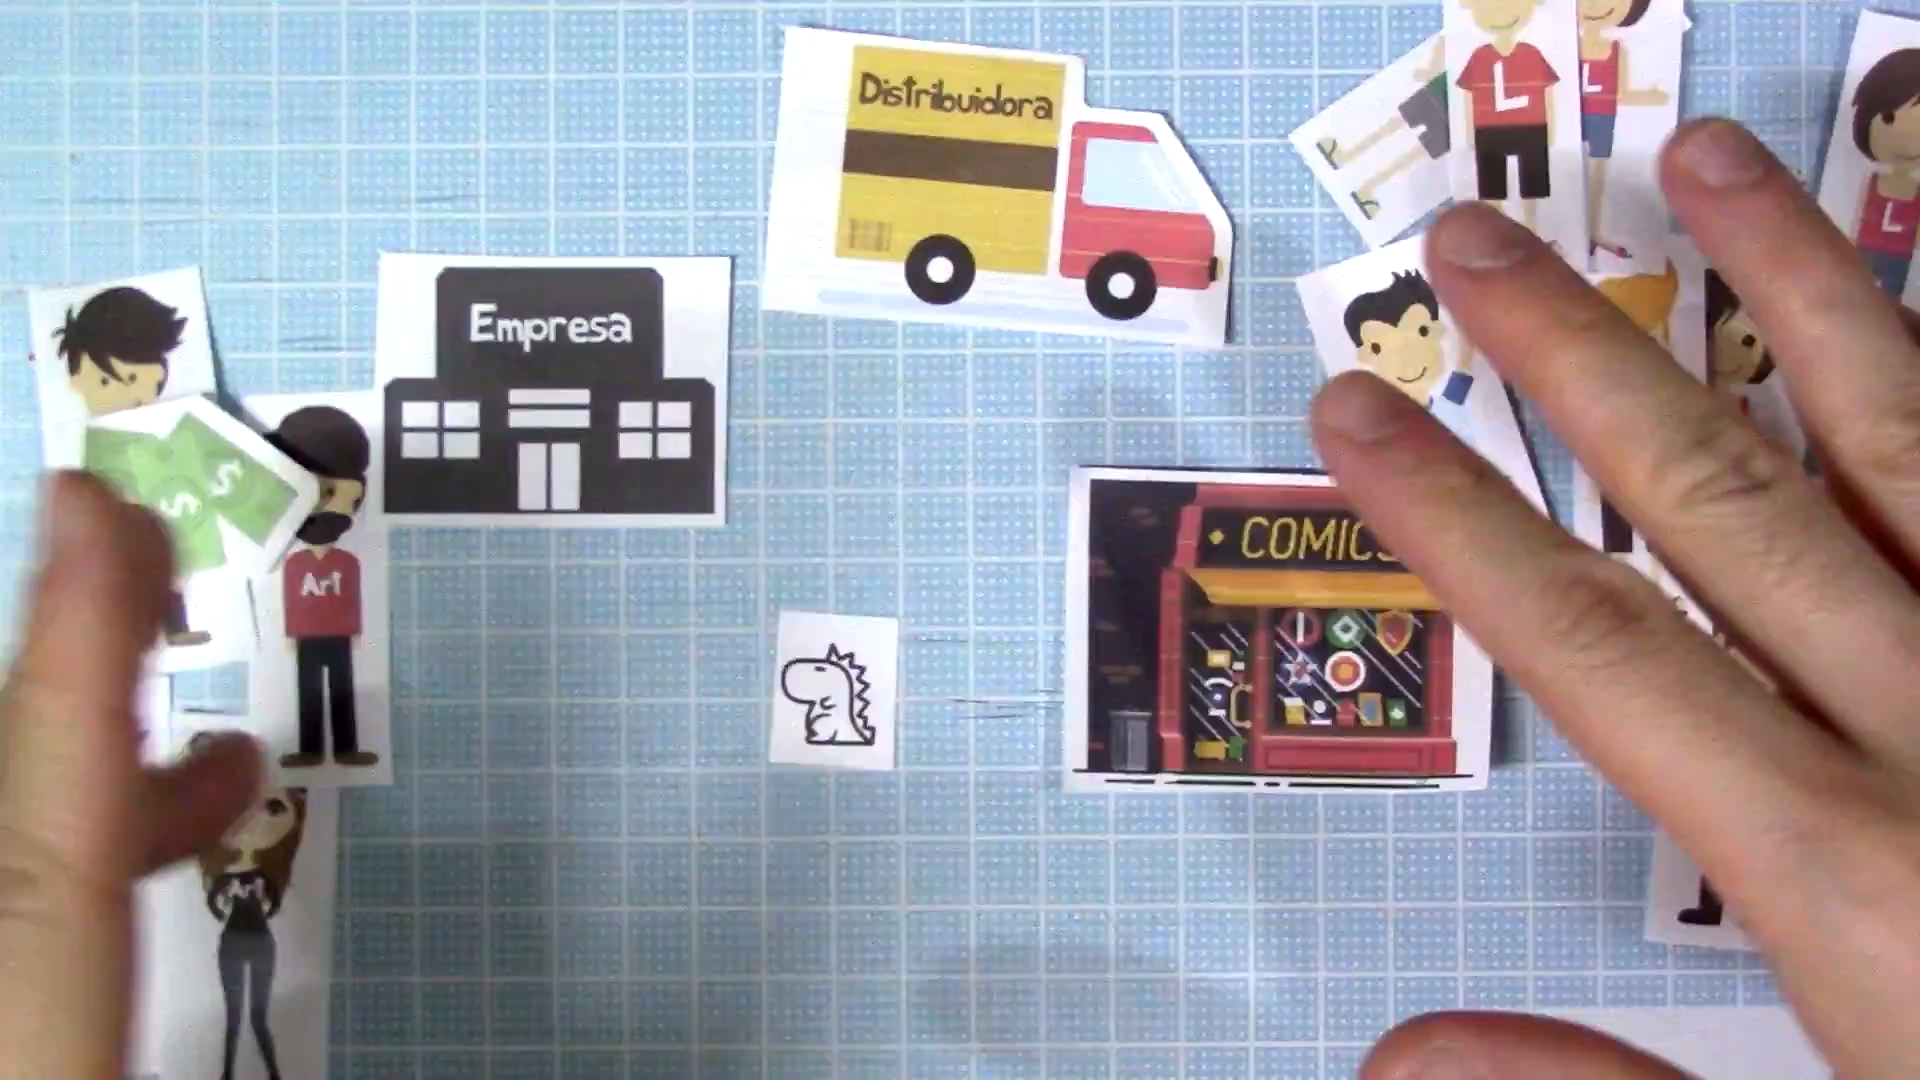 Distribuidora
Empresa
COMICS
Art
Art
L
L
L
$
$